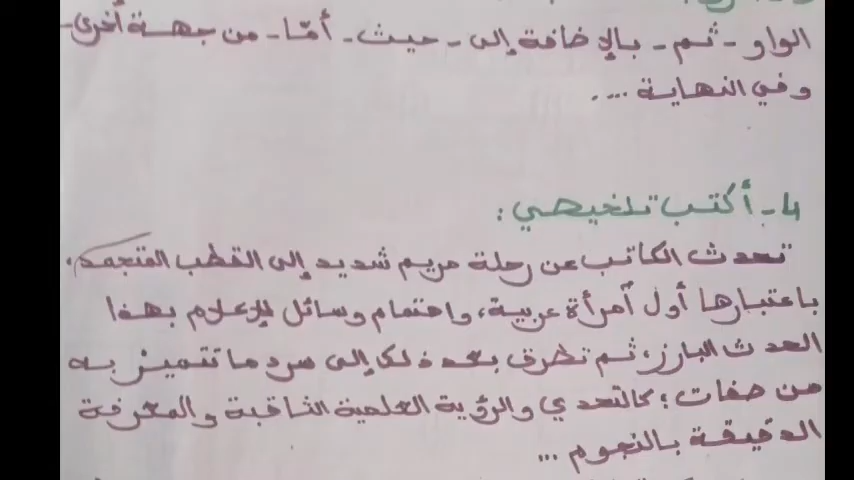 الواو - ثم - بالإضافة إلى - حيث - أمّا - من جهة أخرى -
وفي النهاية ....
4 - أكتب تلخيصي :
تحدث الكاتب عن رحلة مريم شديد إلى القطب المتجمد،
باعتبارها أول آمرأة عربية، واهتمام وسائل الإعلام بهذا
الحدث البارز، ثم تطرق بعد ذلك إلى سرد ما تتميز به
من صفات؛ كالتحدي والرؤية العلمية الثاقبة والمعرفة
الدقيقة بالنجوم ...